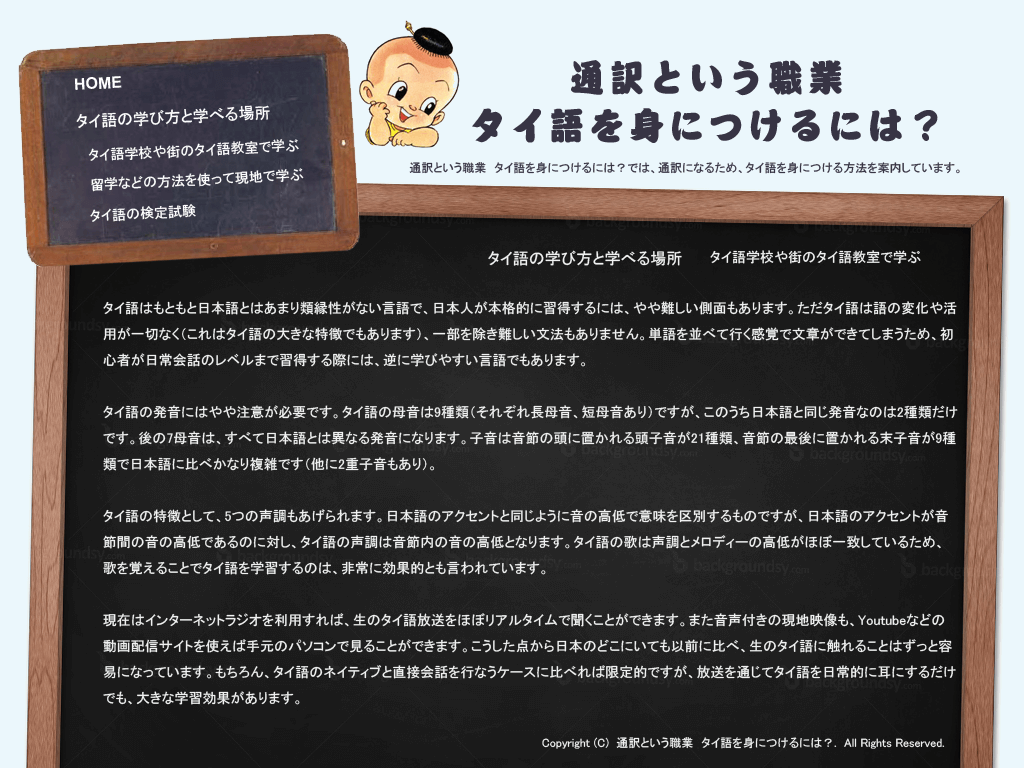 HOME
タイ語の学び方と学べる場所
タイ語学校や街のタイ語教室で学ぶ
留学などの方法を使って現地で学ぶ
タイ語の検定試験
通訳という職業
タイ語を身につけるには？
通訳という職業　タイ語を身につけるには？では、通訳になるため、タイ語を身につける方法を案内しています。
タイ語の学び方と学べる場所　タイ語学校や街のタイ語教室で学ぶ
タイ語はもともと日本語とはあまり類縁性がない言語で、日本人が本格的に習得するには、やや難しい側面もあります。ただタイ語は語の変化や活
用が一切なく（これはタイ語の大きな特徴でもあります）、一部を除き難しい文法もありません。単語を並べて行く感覚で文章ができてしまうため、初
心者が日常会話のレベルまで習得する際には、逆に学びやすい言語でもあります。
タイ語の発音にはやや注意が必要です。タイ語の母音は9種類（それぞれ長母音、短母音あり）ですが、このうち日本語と同じ発音なのは2種類だけ
です。後の7母音は、すべて日本語とは異なる発音になります。子音は音節の頭に置かれる頭子音が21種類、音節の最後に置かれる末子音が9種
類で日本語に比べかなり複雑です（他に2重子音もあり）。
タイ語の特徴として、5つの声調もあげられます。日本語のアクセントと同じように音の高低で意味を区別するものですが、日本語のアクセントが音
節間の音の高低であるのに対し、タイ語の声調は音節内の音の高低となります。タイ語の歌は声調とメロディーの高低がほぼ一致しているため、
歌を覚えることでタイ語を学習するのは、非常に効果的とも言われています。
現在はインターネットラジオを利用すれば、生のタイ語放送をほぼリアルタイムで聞くことができます。また音声付きの現地映像も、Youtubeなどの
動画配信サイトを使えば手元のパソコンで見ることができます。こうした点から日本のどこにいても以前に比べ、生のタイ語に触れることはずっと容
易になっています。もちろん、タイ語のネイティブと直接会話を行なうケースに比べれば限定的ですが、放送を通じてタイ語を日常的に耳にするだけ
でも、大きな学習効果があります。
Copyright (C)　通訳という職業　タイ語を身につけるには？. All Rights Reserved.